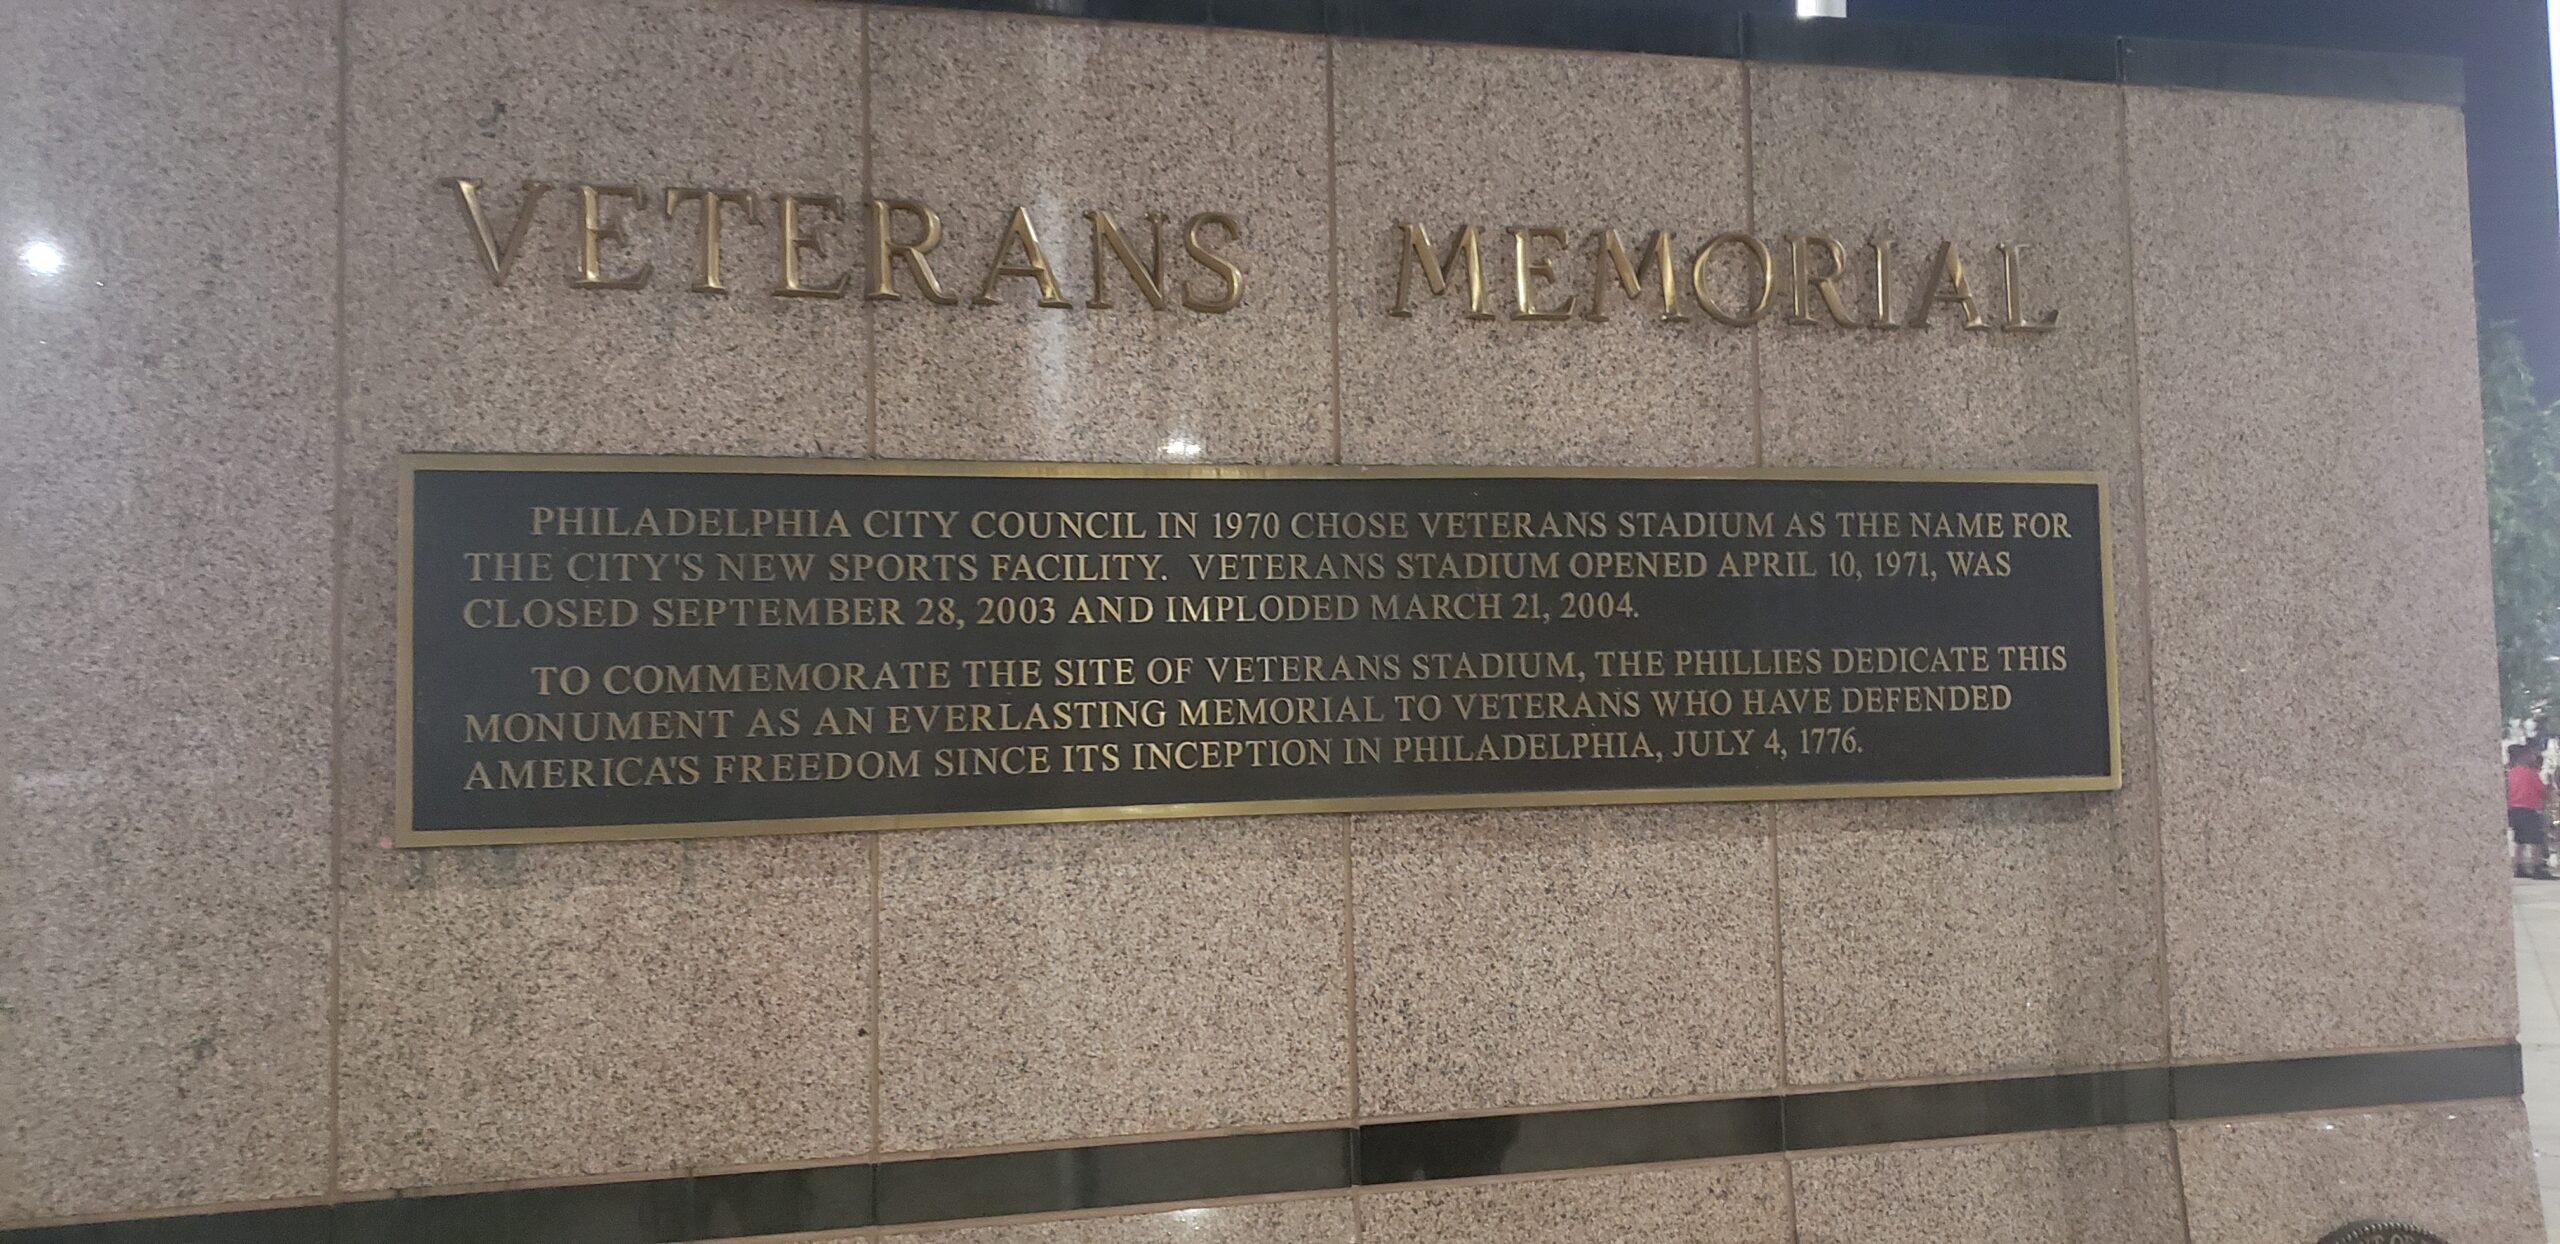 VETERANS MEMORIAL
PHILADELPHIA CITY COUNCIL IN 1970 CHOSE VETERANS STADIUM AS THE NAME FOR
THE CITY'S NEW SPORTS FACILITY. VETERANS STADIUM OPENED APRIL 10, 1971, WAS
CLOSED SEPTEMBER 28, 2003 AND IMPLODED MARCH 21, 2004.
TO COMMEMORATE THE SITE OF VETERANS STADIUM, THE PHILLIES DEDICATE THIS
MONUMENT AS AN EVERLASTING MEMORIAL TO VETERANS WHO HAVE DEFENDED
AMERICA'S FREEDOM SINCE ITS INCEPTION IN PHILADELPHIA, JULY 4, 1776.